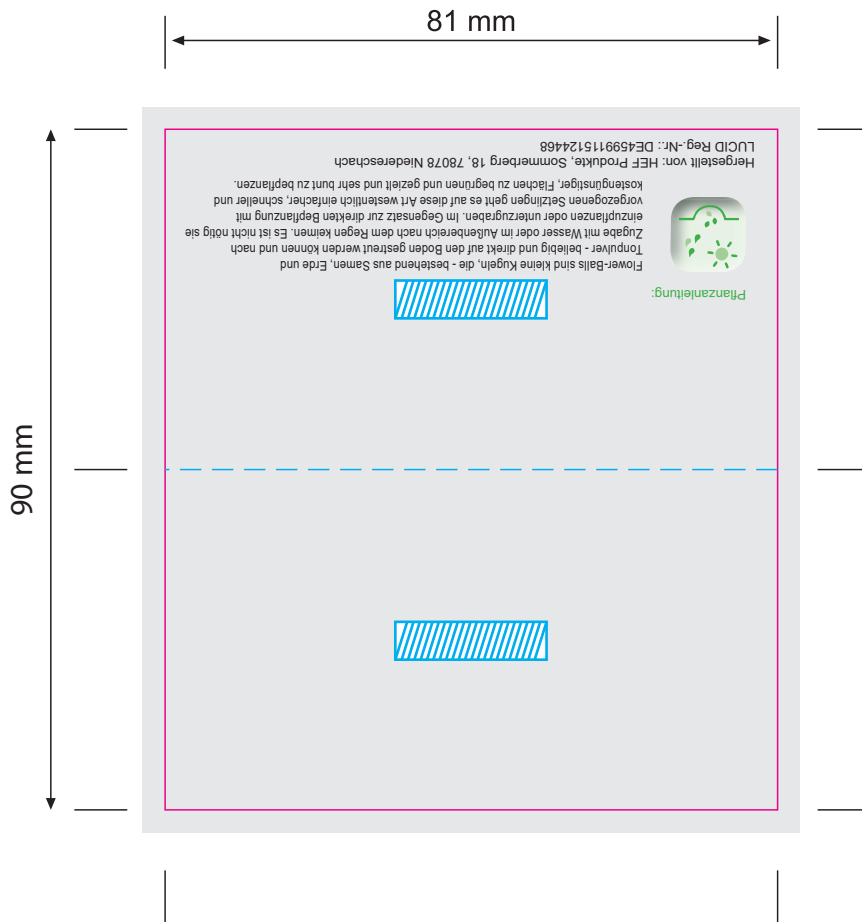 81 mm
90 mm
Pflanzanleitung:
Flower-Balls sind kleine Kugeln, die - bestehend aus Samen, Erde und
Tonpulver - beliebig und direkt auf den Boden gestreut werden können und nach
Zugabe mit Wasser oder im Außenbereich nach dem Regen keimen. Es ist nicht nötig sie
einzupflanzen oder unterzugraben. Im Gegensatz zur direkten Bepflanzung mit
vorgezogenen Setzlingen geht es auf diese Art westentlich einfacher, schneller und
kostengünstiger, Flächen zu begrünen und gezielt und sehr bunt zu bepflanzen.
Hergestellt von: HEF Produkte, Sommerberg 18, 78078 Niedereschach
LUCID Reg.-Nr.: DE4599115124468